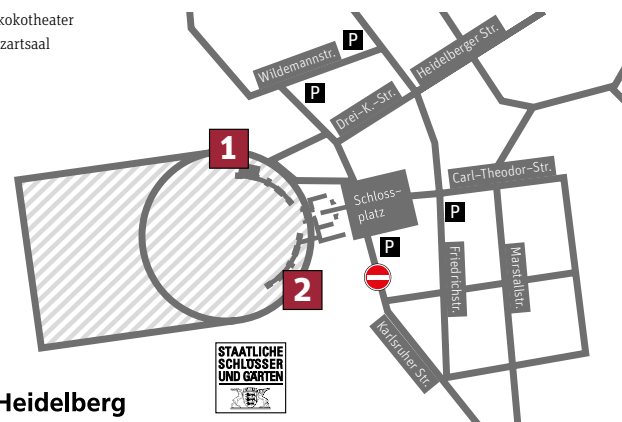 kokotheater
zartsaal
P
Wildemannstr.
Heidelberger Str.
P
Drei-K.-Str.
1
Carl-Theodor-Str.
Schloss-
platz
P
P
Friedrichstr.
Marstallstr.
2
Karlsruher Str.
STAATLICHE
SCHLÖSSER
UND GÄRTEN
Heidelberg